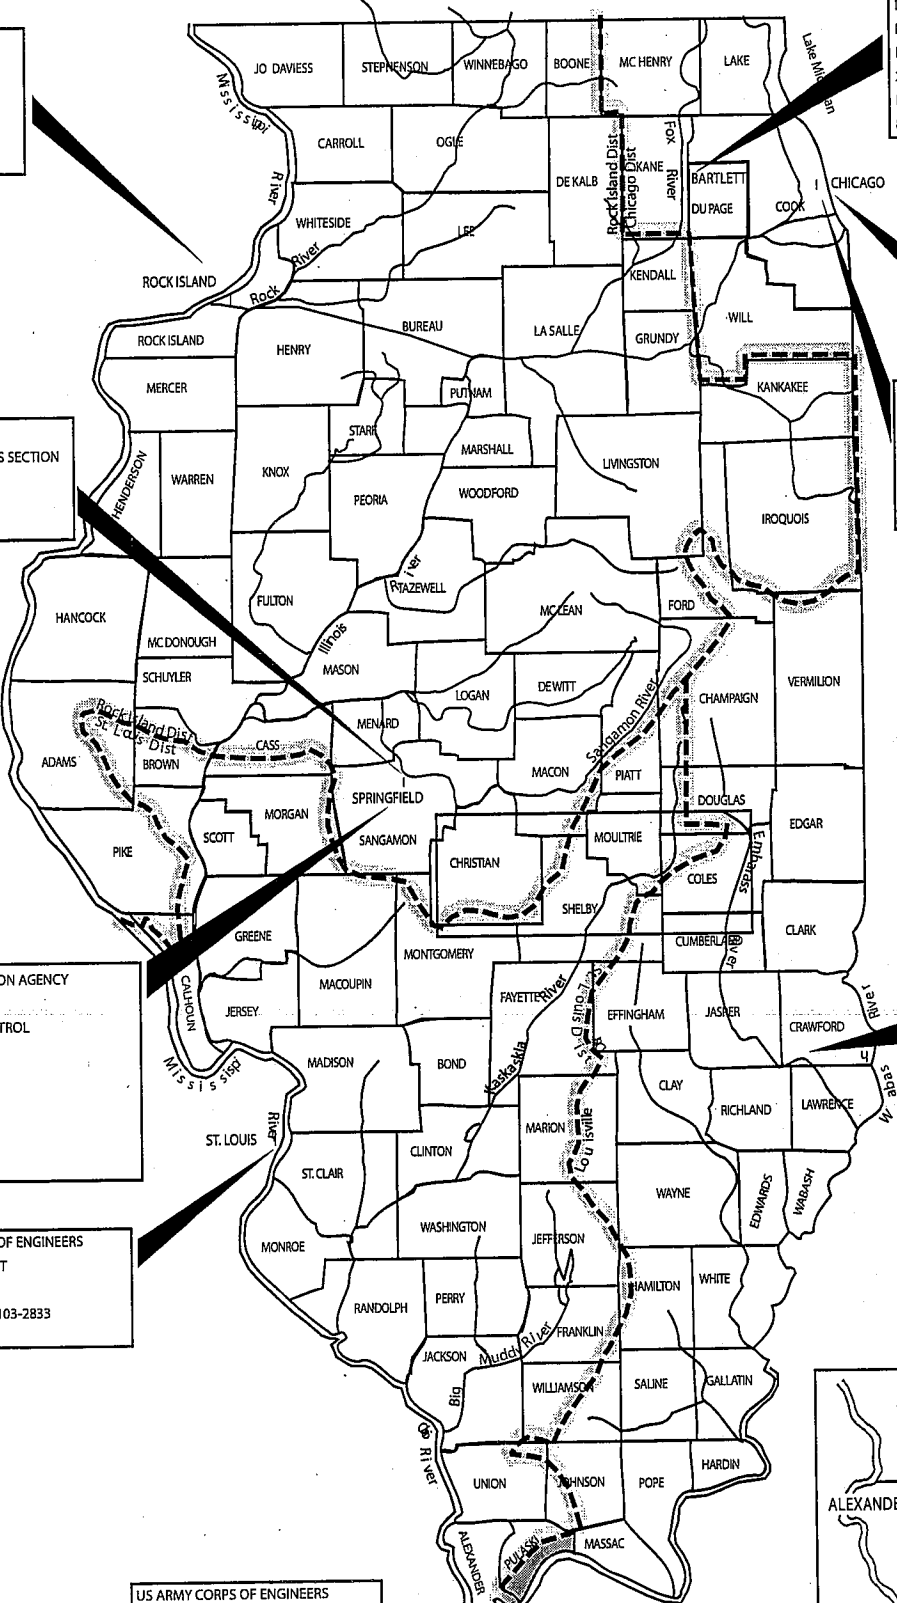 JO DAVIESS
STEPHENSON
WINNEBAGO
BOONE
MC HENRY
LAKE
Mississippi
River
CARROLL
OGLE
DE KALB
Rock Island Dist
Chicago Dist
KANE
Fox
River
BARTLETT
DU PAGE
COOK
CHICAGO
WHITESIDE
LEE
Rock
River
KENDALL
ROCK ISLAND
ROCK ISLAND
HENRY
BUREAU
LA SALLE
GRUNDY
WILL
MERCER
PUTNAM
KANKAKEE
STARK
MARSHALL
S SECTION
HENDERSON
WARREN
KNOX
PEORIA
WOODFORD
LIVINGSTON
IROQUOIS
HANCOCK
MC DONOUGH
FULTON
River
TAZEWELL
MC LEAN
FORD
Illinois
SCHUYLER
MASON
LOGAN
DEWITT
CHAMPAIGN
VERMILION
Rock Island Dist
St Louis Dist
ADAMS
BROWN
CASS
MENARD
Sangamon River
MACON
PIATT
SPRINGFIELD
DOUGLAS
PIKE
SCOTT
MORGAN
SANGAMON
CHRISTIAN
MOULTRIE
EDGAR
Embarass
River
COLES
SHELBY
CUMBERLAND
CLARK
GREENE
MONTGOMERY
ON AGENCY
TROL
CALHOUN
JERSEY
MACOUPIN
FAYETTE
River
St Louis Dist
EFFINGHAM
JASPER
CRAWFORD
River
Mississippi
MADISON
BOND
Kaskaskia
CLAY
RICHLAND
LAWRENCE
ST. LOUIS
River
CLINTON
MARION
Louisville
ST. CLAIR
WAYNE
EDWARDS
WABASH
MONROE
WASHINGTON
JEFFERSON
OF ENGINEERS
T
103-2833
RANDOLPH
PERRY
HAMILTON
WHITE
FRANKLIN
JACKSON
Big
Muddy River
WILLIAMSON
SALINE
GALLATIN
River
UNION
JOHNSON
POPE
HARDIN
ALEXANDER
PULASKI
MASSAC
ALEXANDE
US ARMY CORPS OF ENGINEERS